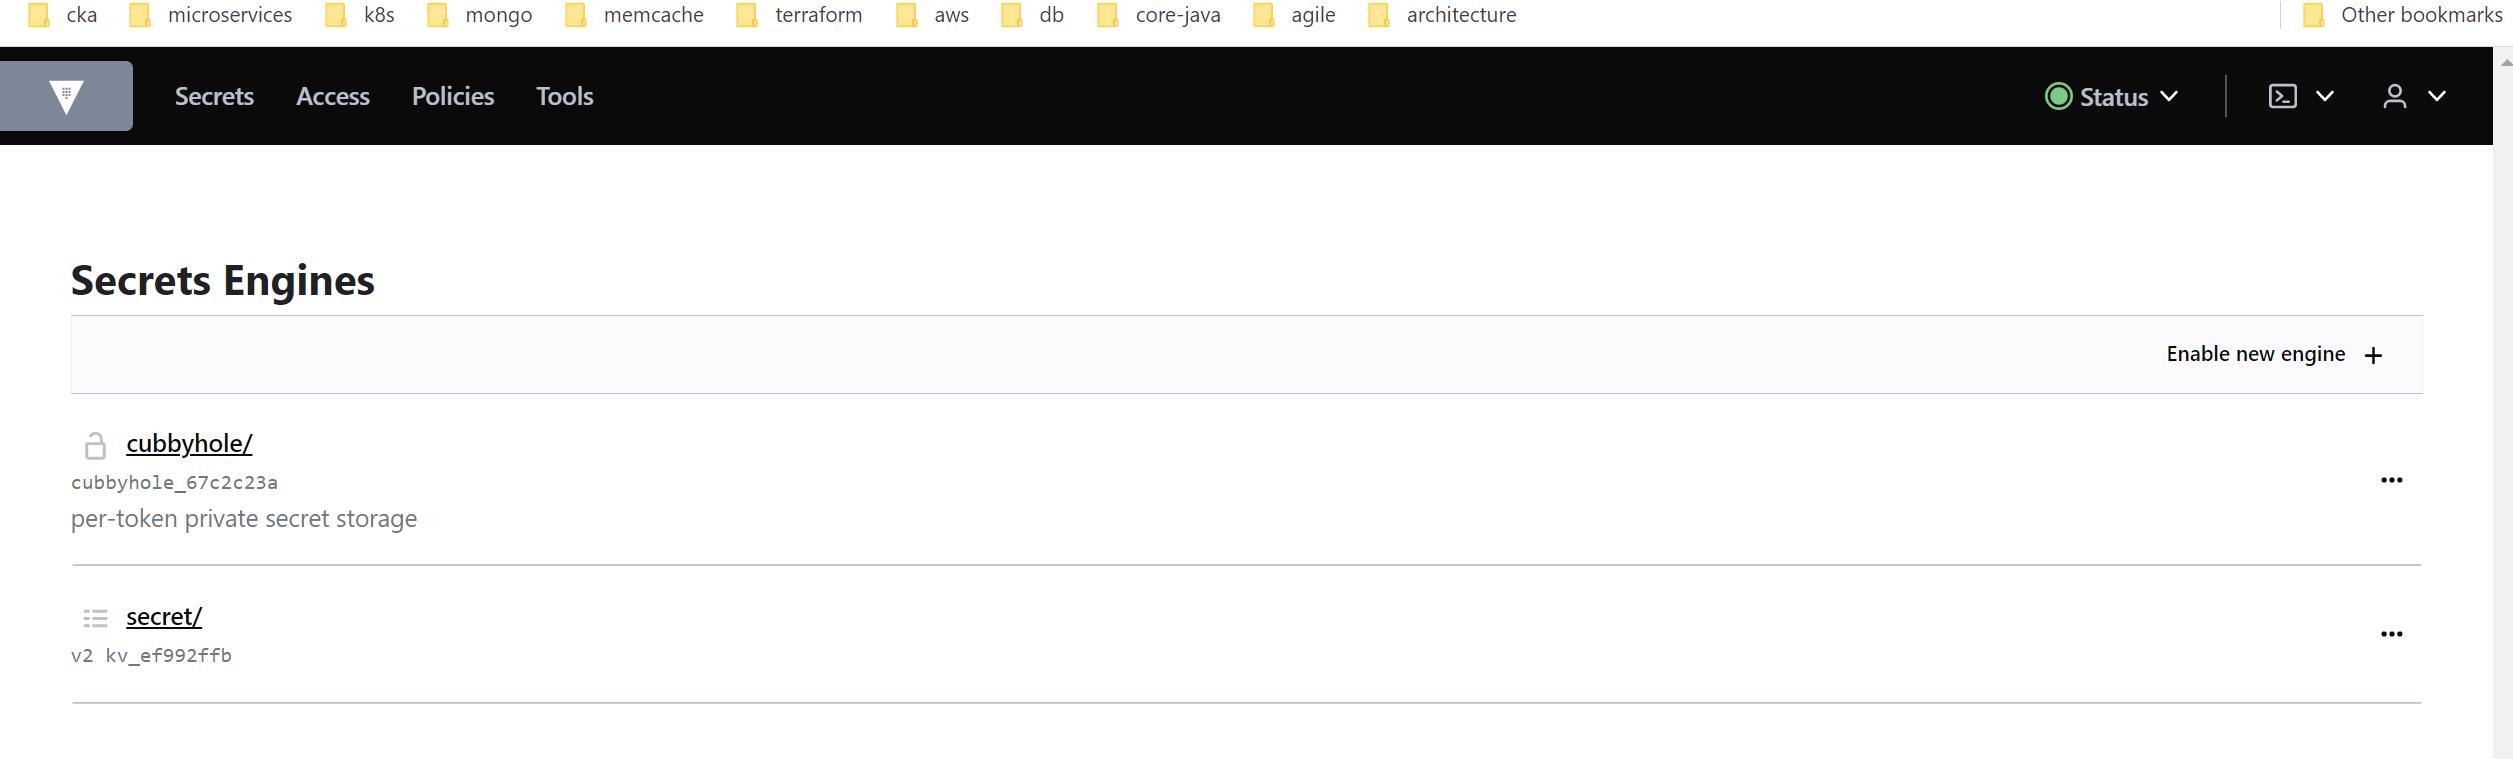 cka microservices k8s mongo memcache terraform aws db core-java agile architecture Other bookmarks
Secrets Access Policies Tools Status
Secrets Engines
Enable new engine
cubbyhole/
cubbyhole_67c2c23a
per-token private secret storage
secret/
v2 kv_ef992ffb